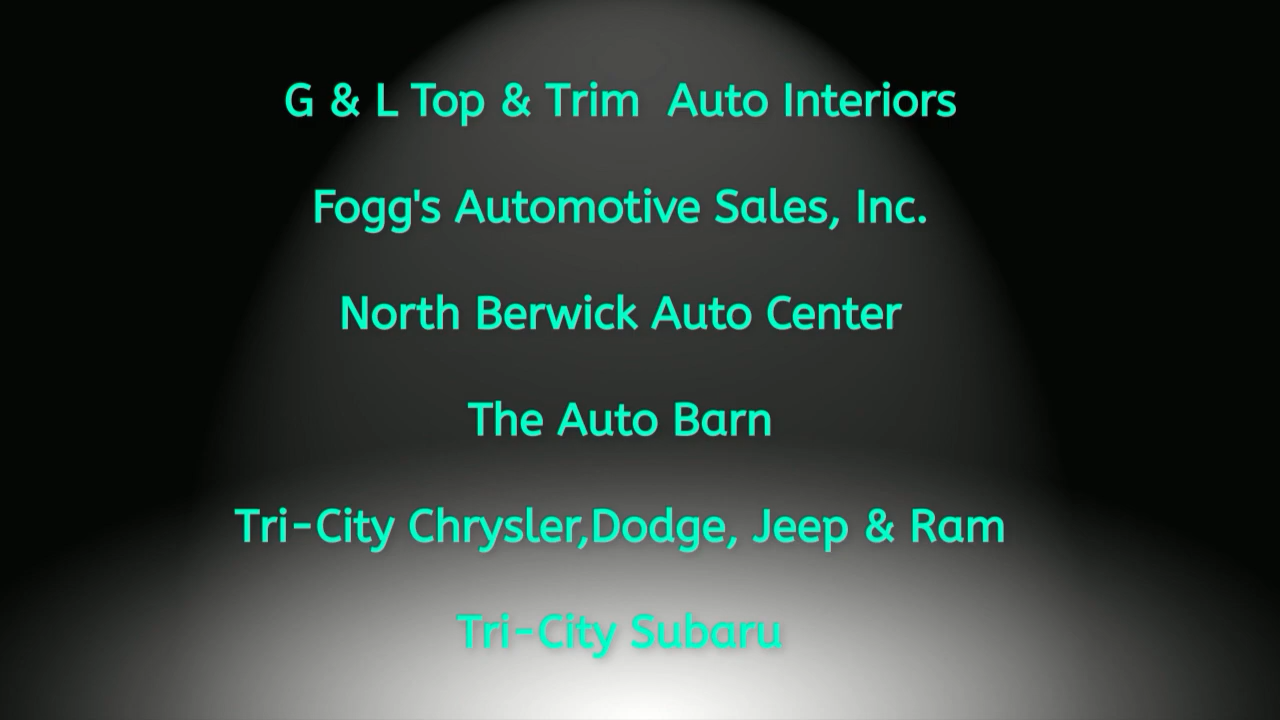 G & L Top & Trim  Auto Interiors
Fogg's Automotive Sales, Inc.
North Berwick Auto Center
The Auto Barn
Tri-City Chrysler,Dodge, Jeep & Ram
Tri-City Subaru